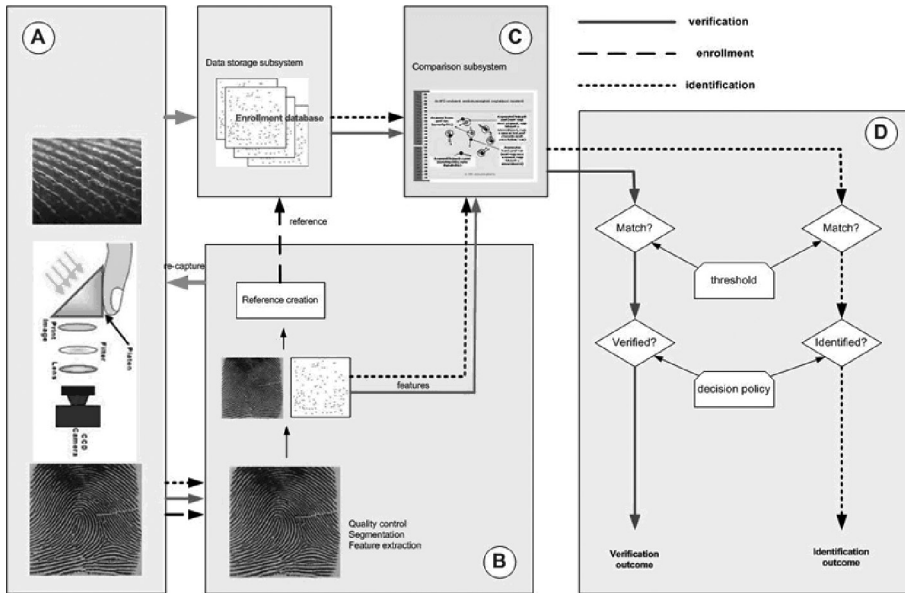 A
Data storage subsystem
Enrollment database
C
Comparison subsystem
verification
enrollment
identification
D
reference
re-capture
Reference creation
features
Print
Image
Filter
Lens
Platen
CCD
Camera
Quality control
Segmentation
Feature extraction
B
Match?
Match?
threshold
Verified?
Identified?
decision policy
Verification
outcome
Identification
outcome